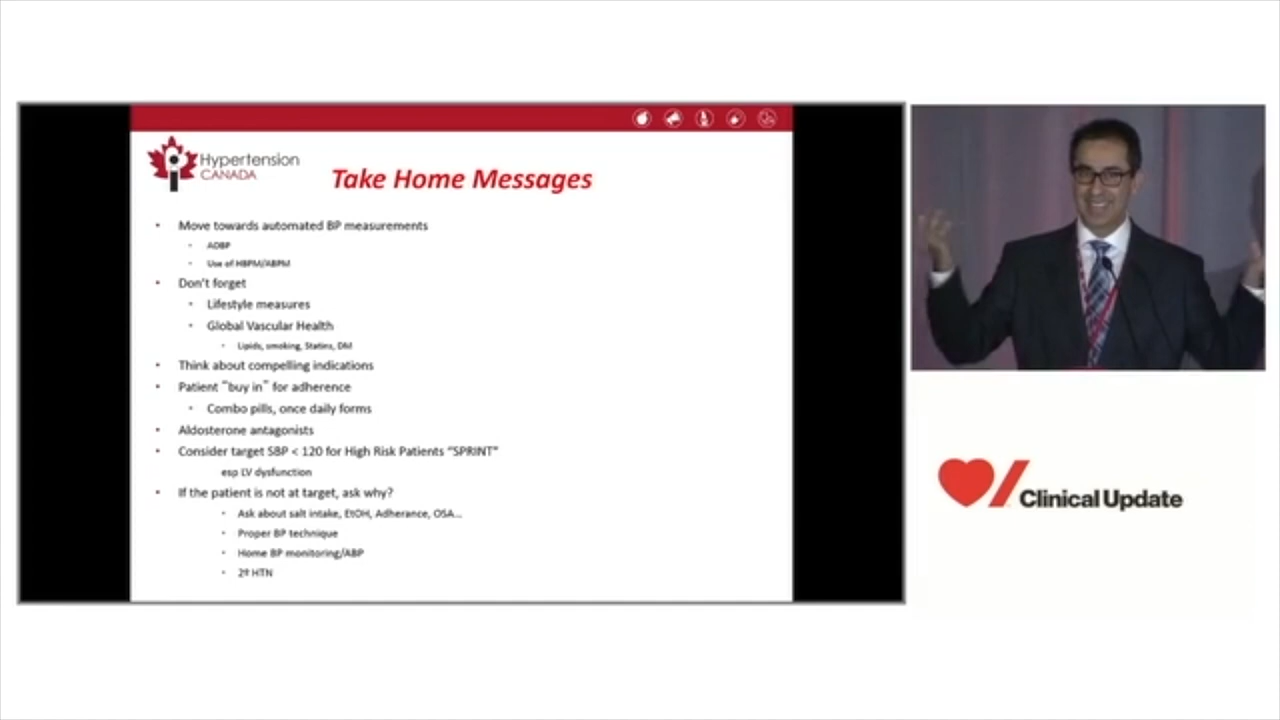 Hypertension
CANADA
Take Home Messages
• Move towards automated BP measurements
• AOBP
• Use of HBPM/ABPM
• Don't forget
• Lifestyle measures
• Global Vascular Health
• Lipids, smoking, Statins, DM
• Think about compelling indications
• Patient "buy in" for adherence
• Combo pills, once daily forms
• Aldosterone antagonists
• Consider target SBP < 120 for High Risk Patients "SPRINT"
esp LV dysfunction
• If the patient is not at target, ask why?
• Ask about salt intake, EtOH, Adherance, OSA...
• Proper BP technique
• Home BP monitoring/ABP
• HTN
Clinical Update